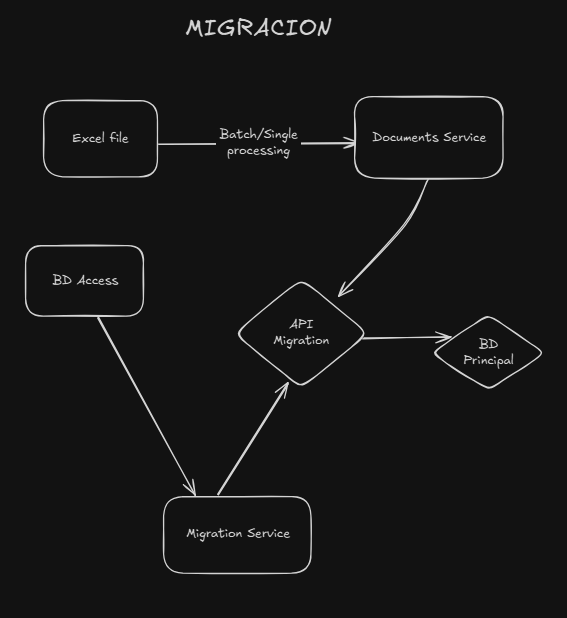 MIGRACION
Excel file
Batch/Single
processing
Documents Service
BD Access
API
Migration
BD
Principal
Migration Service